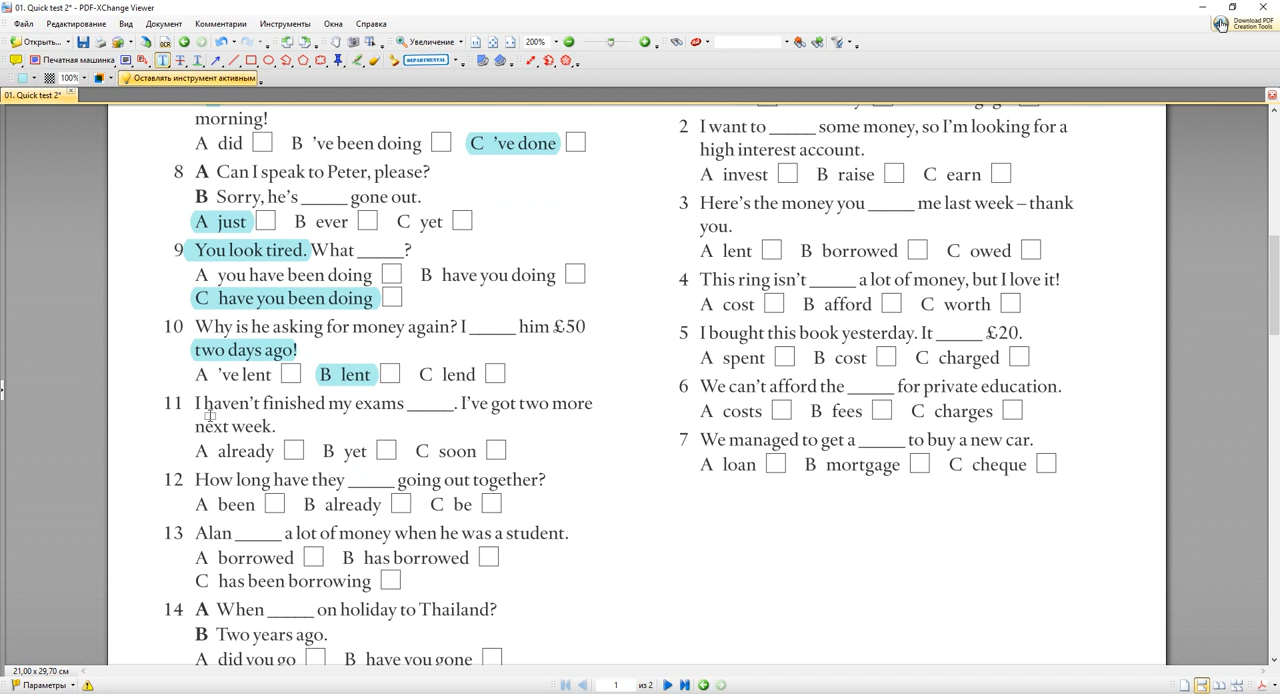 01. Quick test 2* - PDF-XChange Viewer
Файл Редактирование Вид Документ Комментарии Инструменты Окна Справка
Download PDF
Creation Tools
Открыть... OCR Увеличение 200%
Печатная машинка DEPARTMENTAL
100% Оставлять инструмент активным
01. Quick test 2*
morning!
A did B ’ve been doing C ’ve done
8 A Can I speak to Peter, please?
B Sorry, he’s _____ gone out.
A just B ever C yet
9 You look tired. What _____?
A you have been doing B have you doing
C have you been doing
10 Why is he asking for money again? I _____ him £50
two days ago!
A ’ve lent B lent C lend
11 I haven’t finished my exams _____. I’ve got two more
next week.
A already B yet C soon
12 How long have they _____ going out together?
A been B already C be
13 Alan _____ a lot of money when he was a student.
A borrowed B has borrowed
C has been borrowing
14 A When _____ on holiday to Thailand?
B Two years ago.
A did you go B have you gone
2 I want to _____ some money, so I’m looking for a
high interest account.
A invest B raise C earn
3 Here’s the money you _____ me last week – thank
you.
A lent B borrowed C owed
4 This ring isn’t _____ a lot of money, but I love it!
A cost B afford C worth
5 I bought this book yesterday. It _____ £20.
A spent B cost C charged
6 We can’t afford the _____ for private education.
A costs B fees C charges
7 We managed to get a _____ to buy a new car.
A loan B mortgage C cheque
21,00 x 29,70 см
Параметры 1 из 2